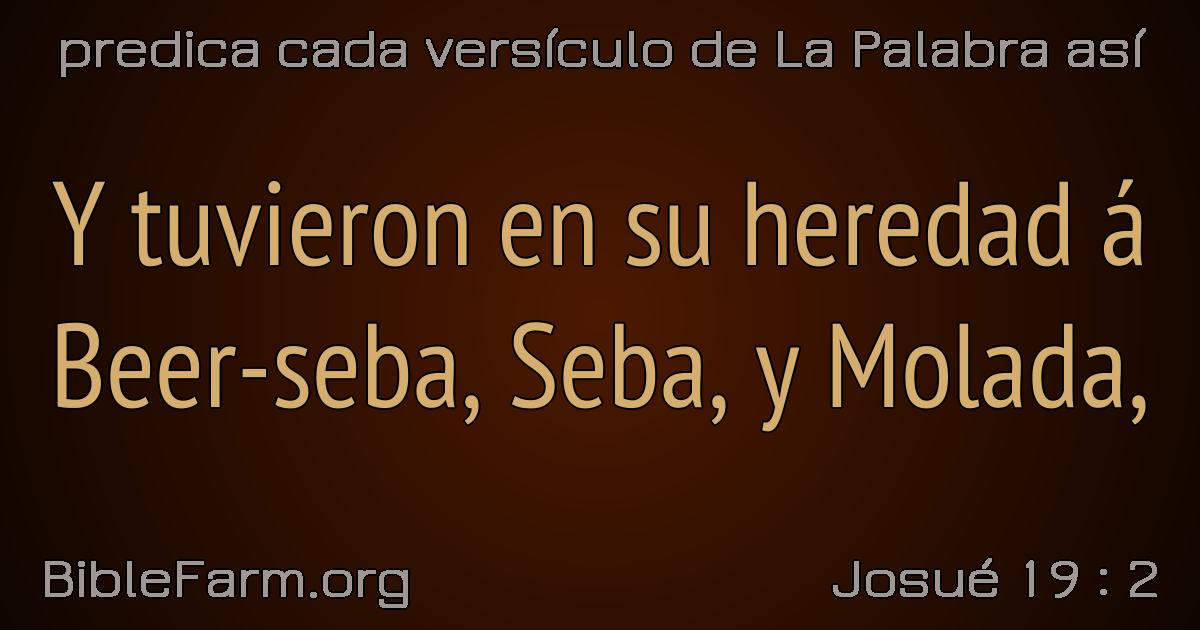 predica cada versículo de La Palabra así
Y tuvieron en su heredad á
Beer-seba, Seba, y Molada,
BibleFarm.org
Josué 19 : 2